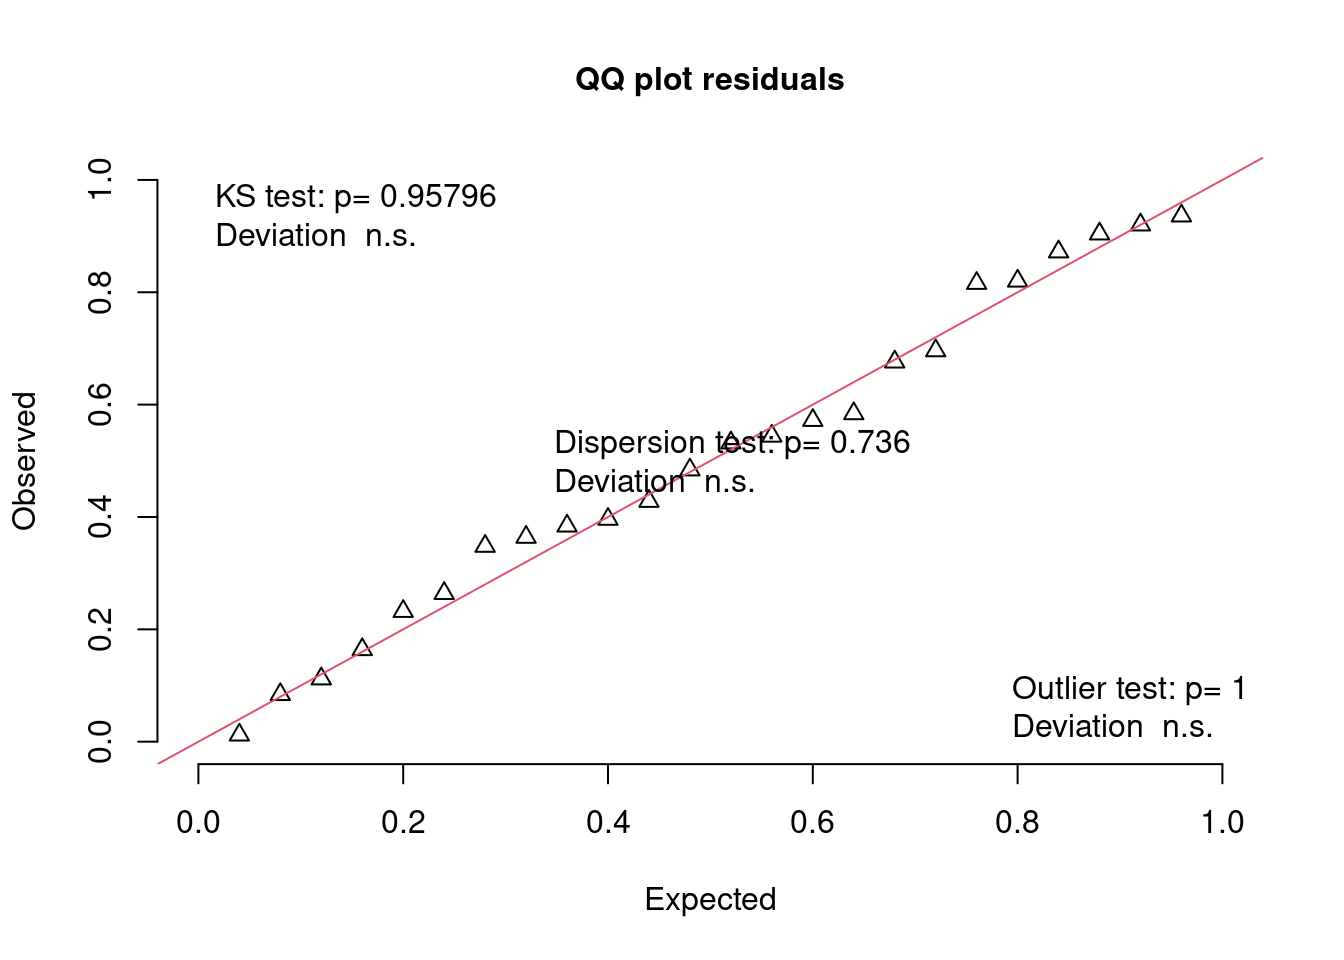 QQ plot residuals
KS test: p= 0.95796
Deviation  n.s.
Dispersion test: p= 0.736
Deviation  n.s.
Outlier test: p= 1
Deviation  n.s.
Observed
0.0 0.2 0.4 0.6 0.8 1.0
0.0 0.2 0.4 0.6 0.8 1.0
Expected